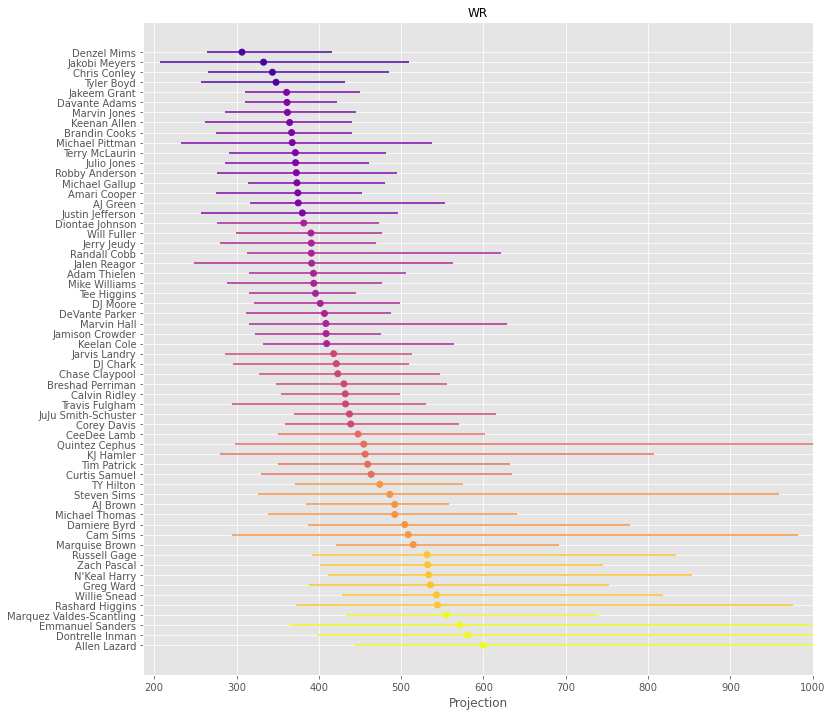 WR
Denzel Mims
Jakobi Meyers
Chris Conley
Tyler Boyd
Jakeem Grant
Davante Adams
Marvin Jones
Keenan Allen
Brandin Cooks
Michael Pittman
Terry McLaurin
Julio Jones
Robby Anderson
Michael Gallup
Amari Cooper
AJ Green
Justin Jefferson
Diontae Johnson
Will Fuller
Jerry Jeudy
Randall Cobb
Jalen Reagor
Adam Thielen
Mike Williams
Tee Higgins
DJ Moore
DeVante Parker
Marvin Hall
Jamison Crowder
Keelan Cole
Jarvis Landry
DJ Chark
Chase Claypool
Breshad Perriman
Calvin Ridley
Travis Fulgham
JuJu Smith-Schuster
Corey Davis
CeeDee Lamb
Quintez Cephus
KJ Hamler
Tim Patrick
Curtis Samuel
TY Hilton
Steven Sims
AJ Brown
Michael Thomas
Damiere Byrd
Cam Sims
Marquise Brown
Russell Gage
Zach Pascal
N'Keal Harry
Greg Ward
Willie Snead
Rashard Higgins
Marquez Valdes-Scantling
Emmanuel Sanders
Dontrelle Inman
Allen Lazard
200 300 400 500 600 700 800 900 1000
Projection